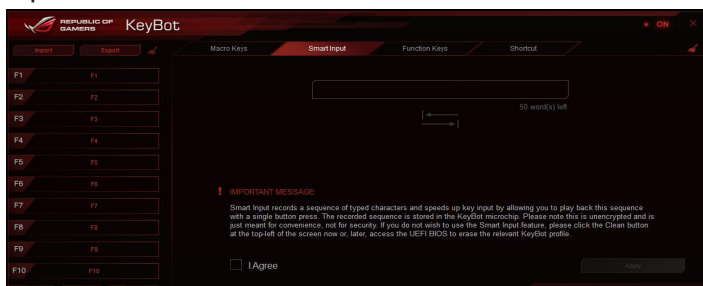 REPUBLIC OF GAMERS KeyBot ON
Import Export Macro Keys Smart Input Function Keys Shortcut
F1 F1
F2 F2
50 word(s) left
F3 F3
F4 F4
F5 F5
F6 F6
! IMPORTANT MESSAGE
F7 F7
Smart Input records a sequence of typed characters and speeds up key input by allowing you to play back this sequence
with a single button press. The recorded sequence is stored in the KeyBot microchip. Please note this is unencrypted and is
F8 F8
just meant for convenience, not for security. If you do not wish to use the Smart Input feature, please click the Clean button
at the top-left of the screen now or, later, access the UEFI BIOS to erase the relevant KeyBot profile.
F9 F9
F10 F10
I Agree Apply